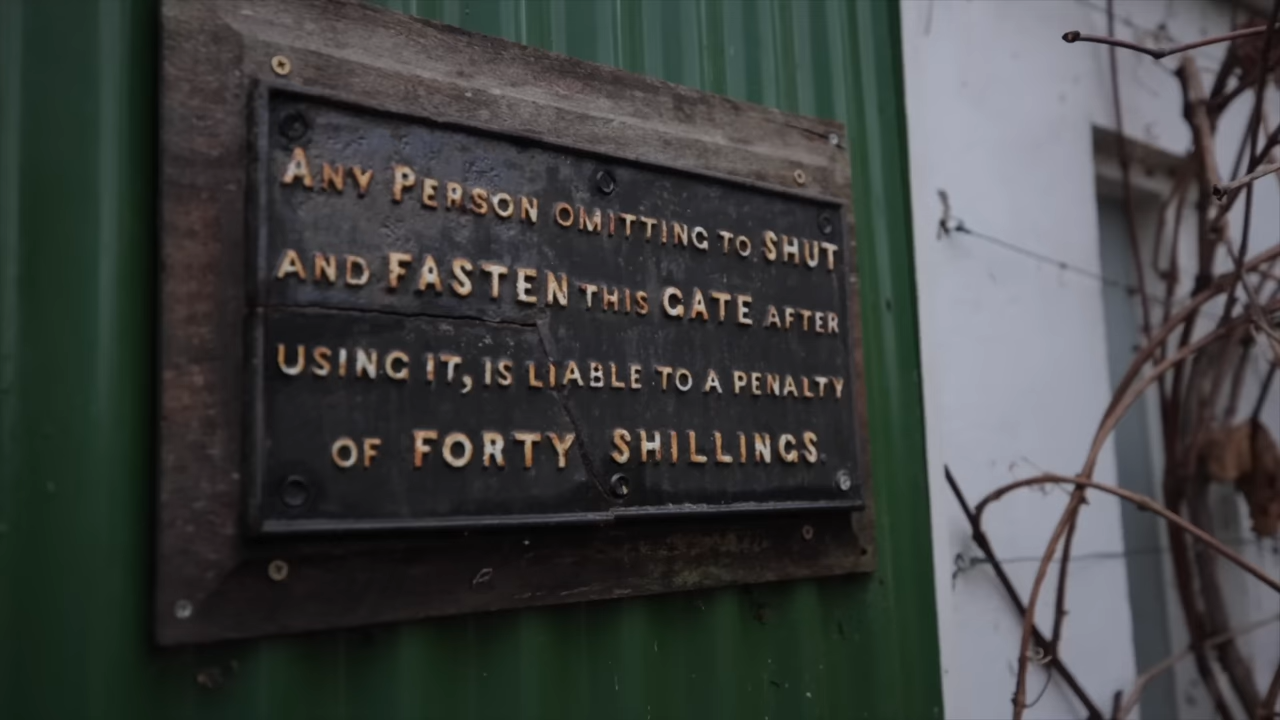 ANY PERSON OMITTING TO SHUT
AND FASTEN THIS GATE AFTER
USING IT, IS LIABLE TO A PENALTY
OF FORTY SHILLINGS.